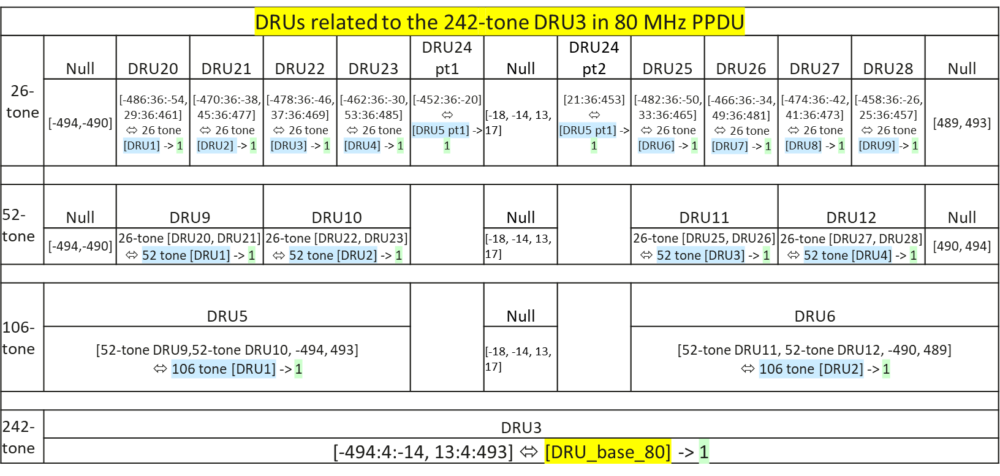 DRUs related to the 242-tone DRU3 in 80 MHz PPDU
26-
tone
Null
DRU20
DRU21
DRU22
DRU23
DRU24
pt1
Null
DRU24
pt2
DRU25
DRU26
DRU27
DRU28
Null
[-494,-490]
[-486:36:-54,
29:36:461]
⬄ 26 tone
[DRU1] -> 1
[-470:36:-38,
45:36:477]
⬄ 26 tone
[DRU2] -> 1
[-478:36:-46,
37:36:469]
⬄ 26 tone
[DRU3] -> 1
[-462:36:-30,
53:36:485]
⬄ 26 tone
[DRU4] -> 1
[-452:36:-20]
⬄
[DRU5 pt1] ->
1
[-18, -14, 13,
17]
[21:36:453]
⬄
[DRU5 pt1] ->
1
[-482:36:-50,
33:36:465]
⬄ 26 tone
[DRU6] -> 1
[-466:36:-34,
49:36:481]
⬄ 26 tone
[DRU7] -> 1
[-474:36:-42,
41:36:473]
⬄ 26 tone
[DRU8] -> 1
[-458:36:-26,
25:36:457]
⬄ 26 tone
[DRU9] -> 1
[489, 493]
52-
tone
Null
DRU9
DRU10
Null
DRU11
DRU12
Null
[-494,-490]
26-tone [DRU20, DRU21]
⬄ 52 tone [DRU1] -> 1
26-tone [DRU22, DRU23]
⬄ 52 tone [DRU2] -> 1
[-18, -14, 13,
17]
26-tone [DRU25, DRU26]
⬄ 52 tone [DRU3] -> 1
26-tone [DRU27, DRU28]
⬄ 52 tone [DRU4] -> 1
[490, 494]
106-
tone
DRU5
Null
DRU6
[52-tone DRU9,52-tone DRU10, -494, 493]
⬄ 106 tone [DRU1] -> 1
[-18, -14, 13,
17]
[52-tone DRU11, 52-tone DRU12, -490, 489]
⬄ 106 tone [DRU2] -> 1
242-
tone
DRU3
[-494:4:-14, 13:4:493] ⬄ [DRU_base_80] -> 1